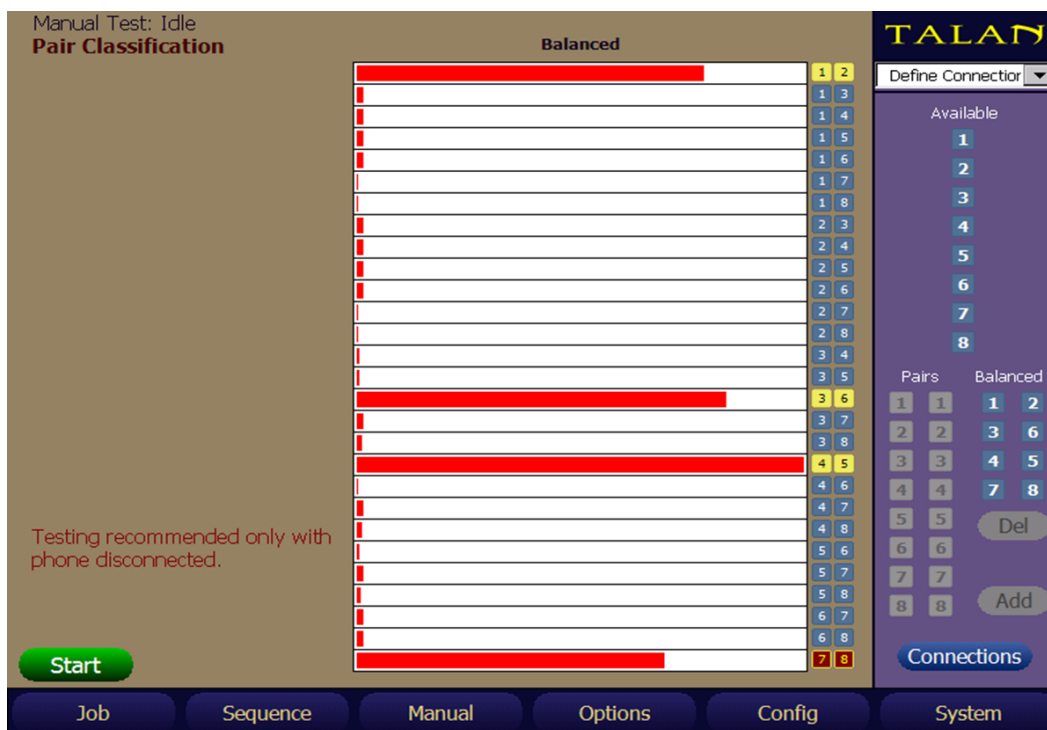 Manual Test: Idle
Pair Classification
Balanced
TALAN
Define Connection
1 2
1 3
1 4
1 5
1 6
1 7
1 8
2 3
2 4
2 5
2 6
2 7
2 8
3 4
3 5
3 6
3 7
3 8
4 5
4 6
4 7
4 8
5 6
5 7
5 8
6 7
6 8
7 8
Testing recommended only with
phone disconnected.
Start
Available
1
2
3
4
5
6
7
8
Pairs Balanced
1 1 1 2
2 2 3 6
3 3 4 5
4 4 7 8
5 5
Del
6 6
7 7
8 8
Add
Connections
Job Sequence Manual Options Config System